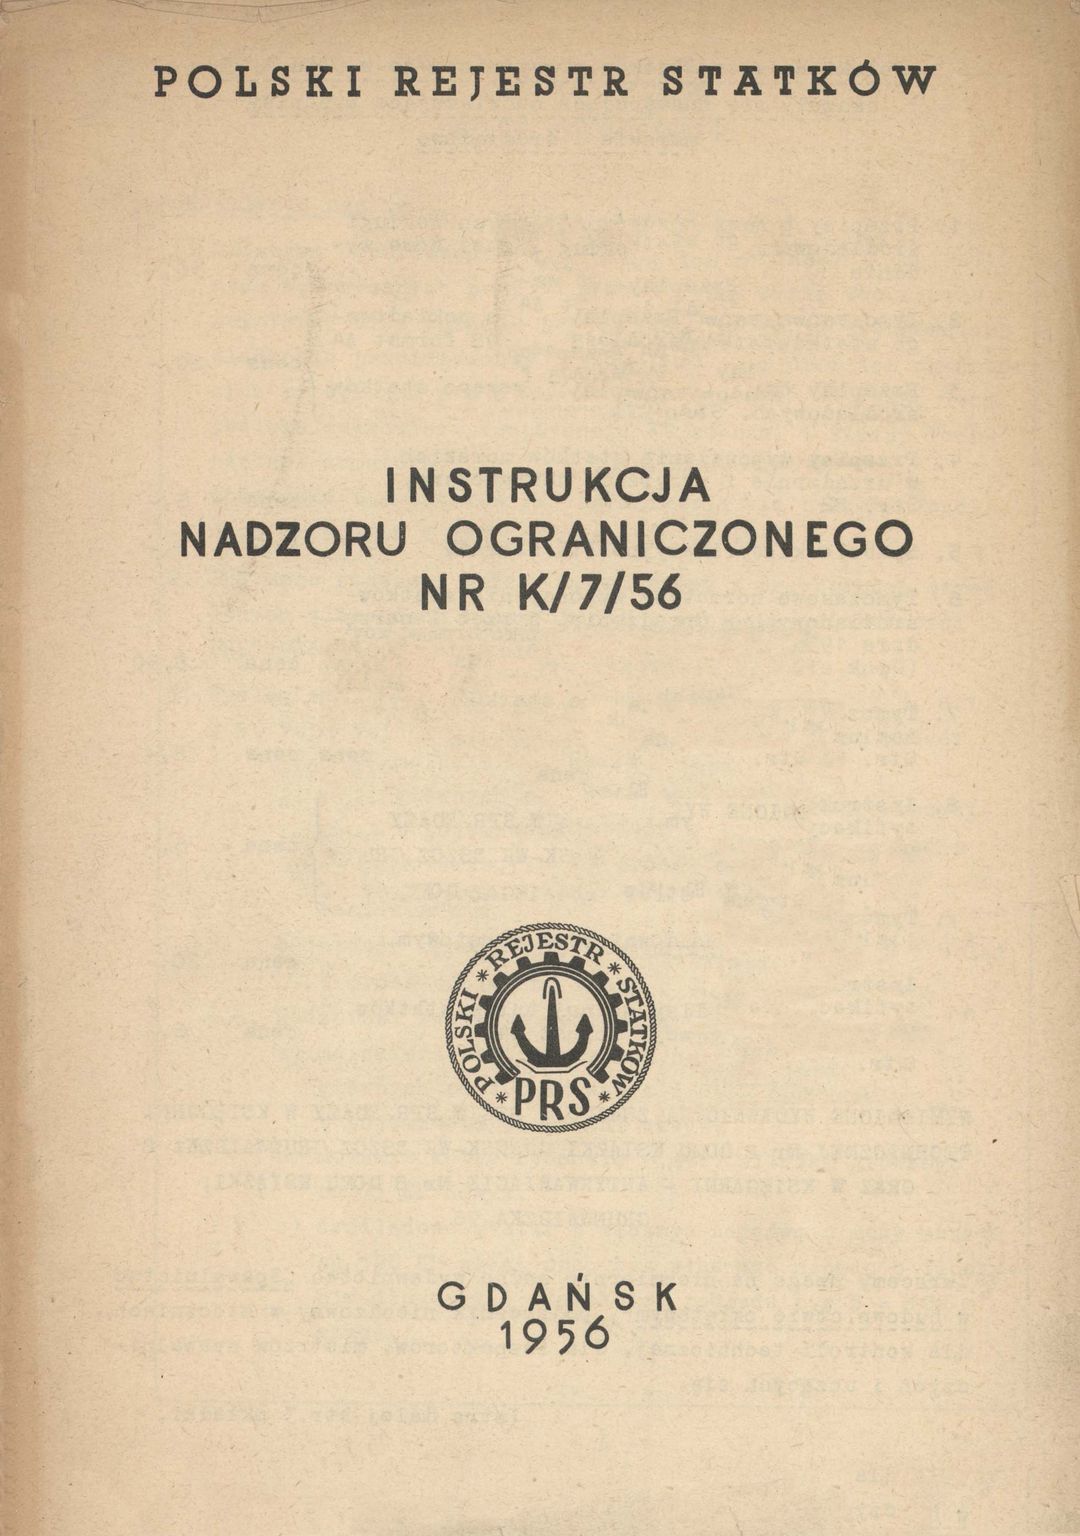 POLSKI REJESTR STATKÓW
INSTRUKCJA
NADZORU OGRANICZONEGO
NR K/7/56
POLSKI * REJESTR * STATKÓW
* PRS *
GDAŃSK
1956